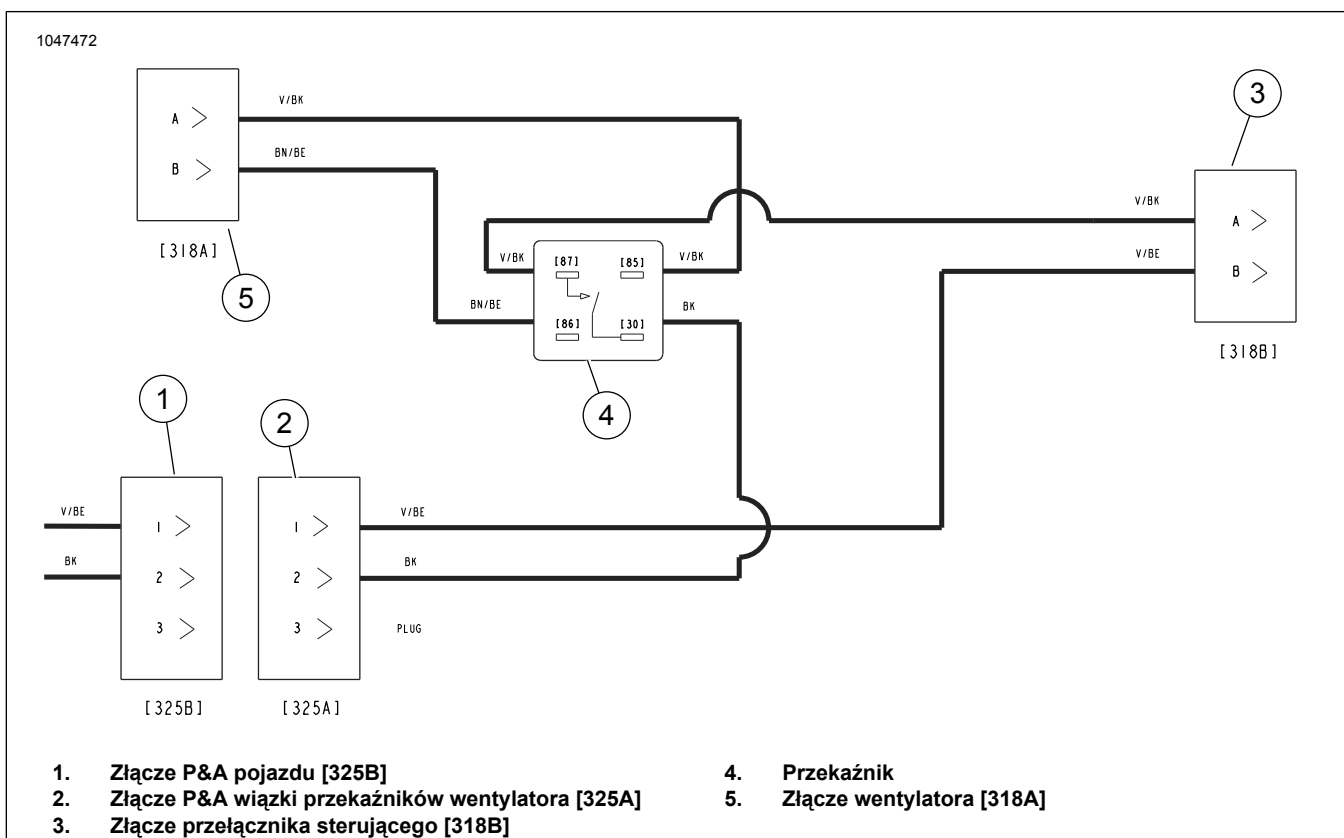 1047472
A
V/BK
B
BN/BE
[318A]
5
3
V/BK
A
V/BE
B
[318B]
V/BK
[87]
[85]
V/BK
BN/BE
[86]
[30]
BK
4
1
2
V/BE
1
BK
2
3
[325B]
1
V/BE
2
BK
3
PLUG
[325A]
1. Złącze P&A pojazdu [325B]
2. Złącze P&A wiązki przekaźników wentylatora [325A]
3. Złącze przełącznika sterującego [318B]
4. Przekaźnik
5. Złącze wentylatora [318A]